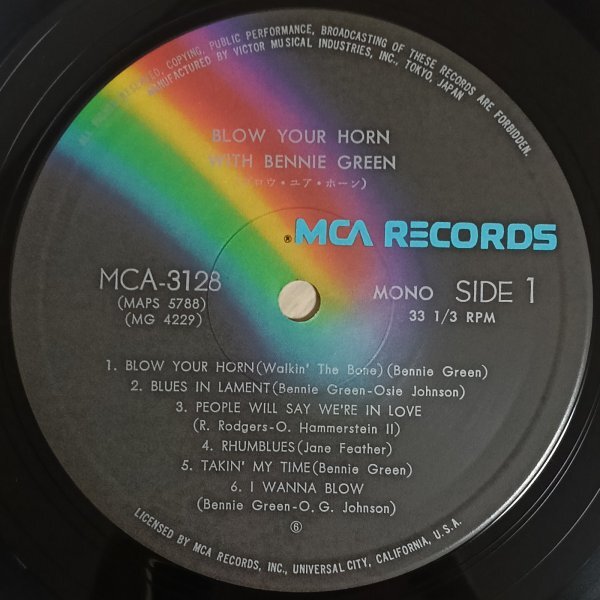 ALL RIGHTS RESERVED, COPYING, PUBLIC PERFORMANCE, BROADCASTING OF THESE RECORDS ARE FORBIDDEN.
MANUFACTURED BY VICTOR MUSICAL INDUSTRIES, INC., TOKYO, JAPAN
BLOW YOUR HORN
WITH BENNIE GREEN
(ブロウ・ユア・ホーン)
® MCA RECORDS
MCA-3128
(MAPS 5788)
(MG 4229)
MONO SIDE 1
33 1/3 RPM
1. BLOW YOUR HORN (Walkin' The Bone) (Bennie Green)
2. BLUES IN LAMENT (Bennie Green-Osie Johnson)
3. PEOPLE WILL SAY WE'RE IN LOVE
(R. Rodgers-O. Hammerstein II)
4. RHUMBLUES (Jane Feather)
5. TAKIN' MY TIME (Bennie Green)
6. I WANNA BLOW
(Bennie Green-O. G. Johnson)
⑥
LICENSED BY MCA RECORDS, INC., UNIVERSAL CITY, CALIFORNIA, U.S.A.